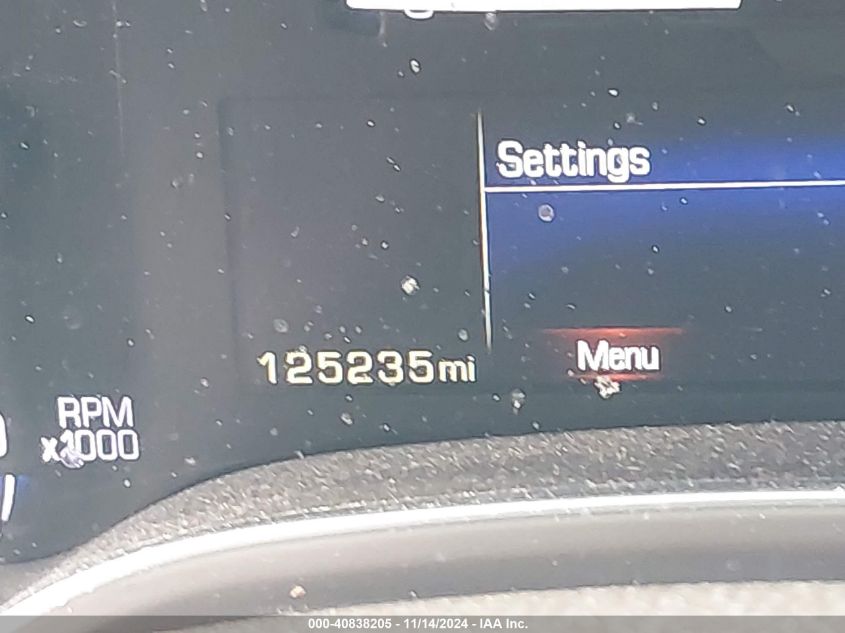 Settings
125235mi
Menu
RPM
x1000
000-40838205 - 11/14/2024 - IAA Inc.